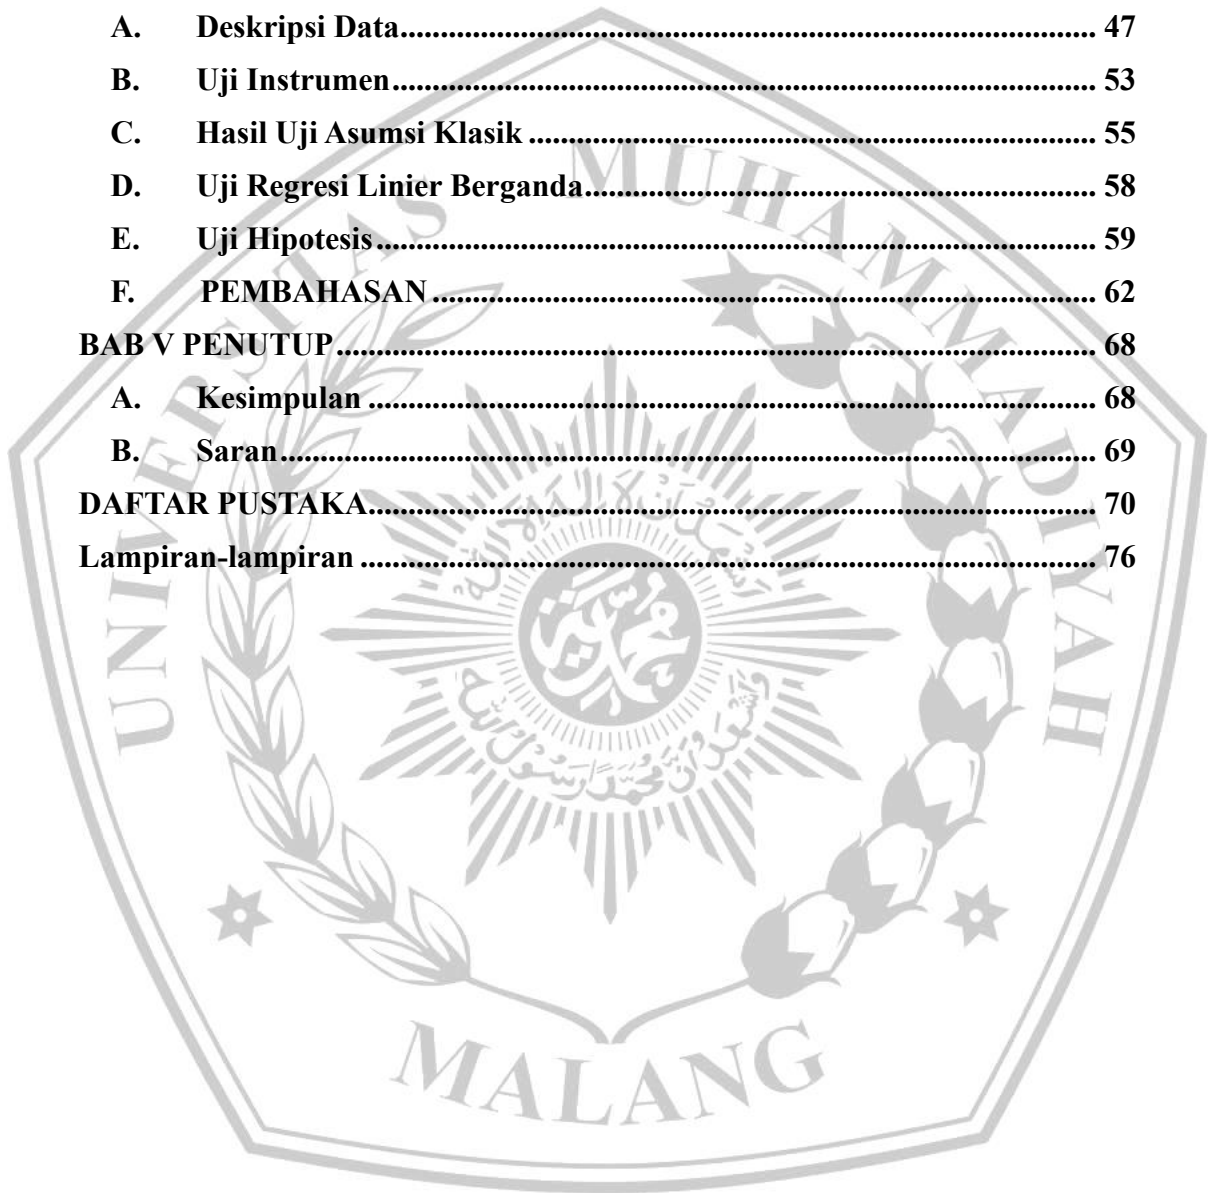 A. Deskripsi Data.......... 47
B. Uji Instrumen.......... 53
C. Hasil Uji Asumsi Klasik.......... 55
D. Uji Regresi Linier Berganda.......... 58
E. Uji Hipotesis.......... 59
F. PEMBAHASAN.......... 62
BAB V PENUTUP.......... 68
A. Kesimpulan.......... 68
B. Saran.......... 69
DAFTAR PUSTAKA.......... 70
Lampiran-lampiran.......... 76
UNIVERSITAS MUHAMMADIYAH
MALANG